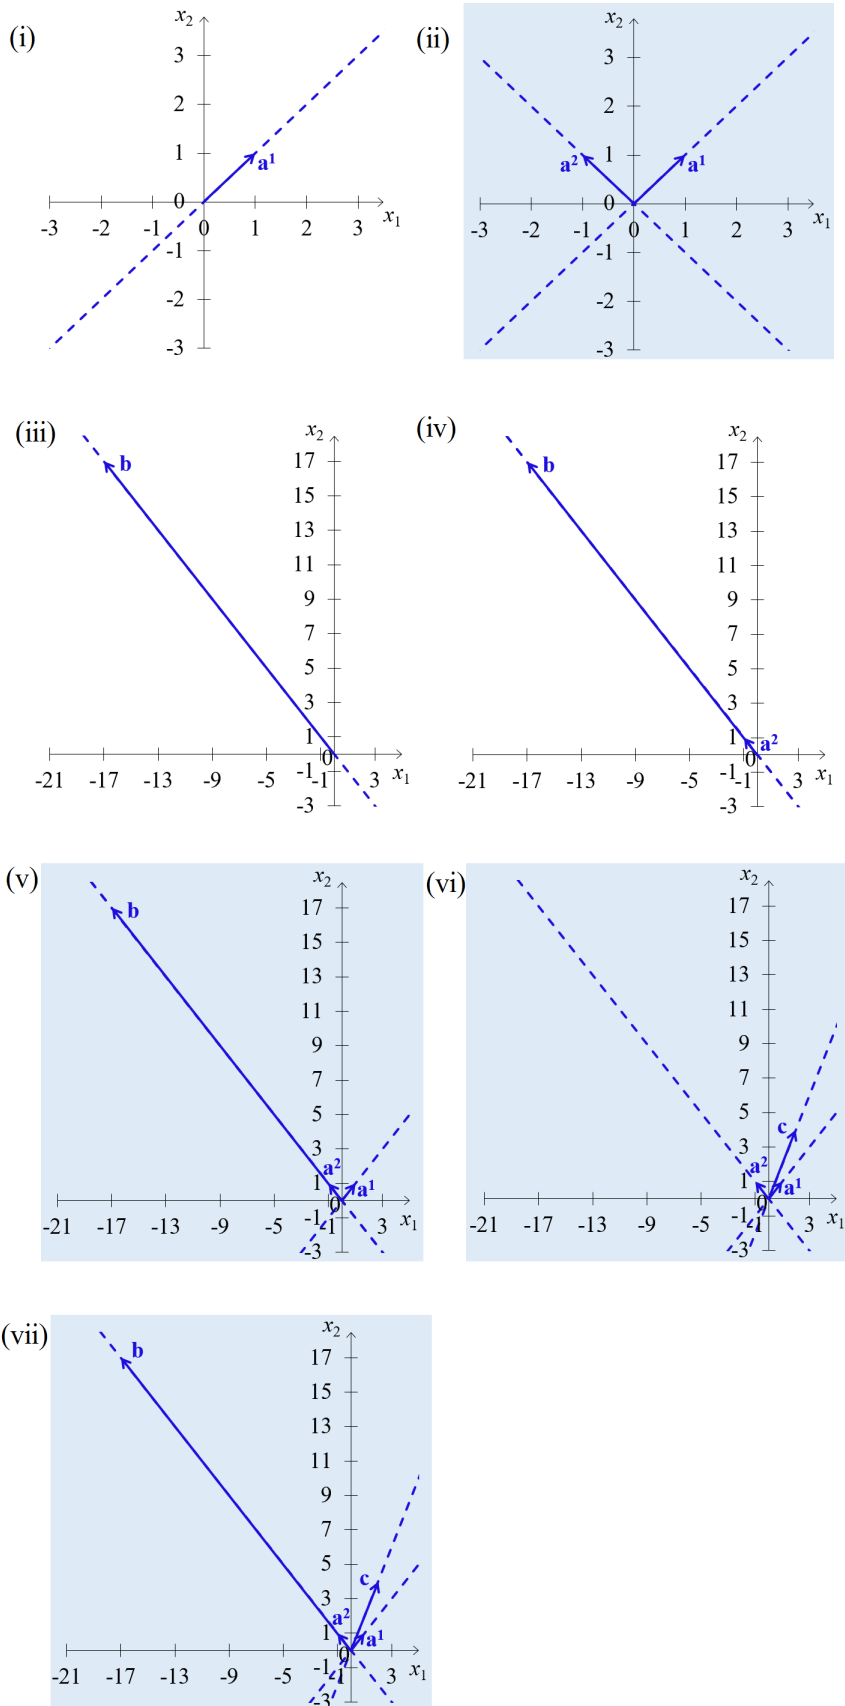 (i)
x₂
3
2
1
a¹
0
-3 -2 -1 0 1 2 3 x₁
-1
-2
-3
(ii)
x₂
3
2
1
a² a¹
0
-3 -2 -1 0 1 2 3 x₁
-1
-2
-3
(iii)
x₂
b 17
15
13
11
9
7
5
3
1
0
-1
-21 -17 -13 -9 -5 -1 3 x₁
-3
(iv)
x₂
b 17
15
13
11
9
7
5
3
1 a²
0
-1
-21 -17 -13 -9 -5 -1 3 x₁
-3
(v)
x₂
b 17
15
13
11
9
7
5
3
a²
1 a¹
0
-1
-21 -17 -13 -9 -5 -1 3 x₁
-3
(vi)
x₂
17
15
13
11
9
7
5
c
3
a²
1 a¹
0
-1
-21 -17 -13 -9 -5 -1 3 x₁
-3
(vii)
x₂
b 17
15
13
11
9
7
5
c
3
a²
1 a¹
0
-1
-21 -17 -13 -9 -5 -1 3 x₁
-3